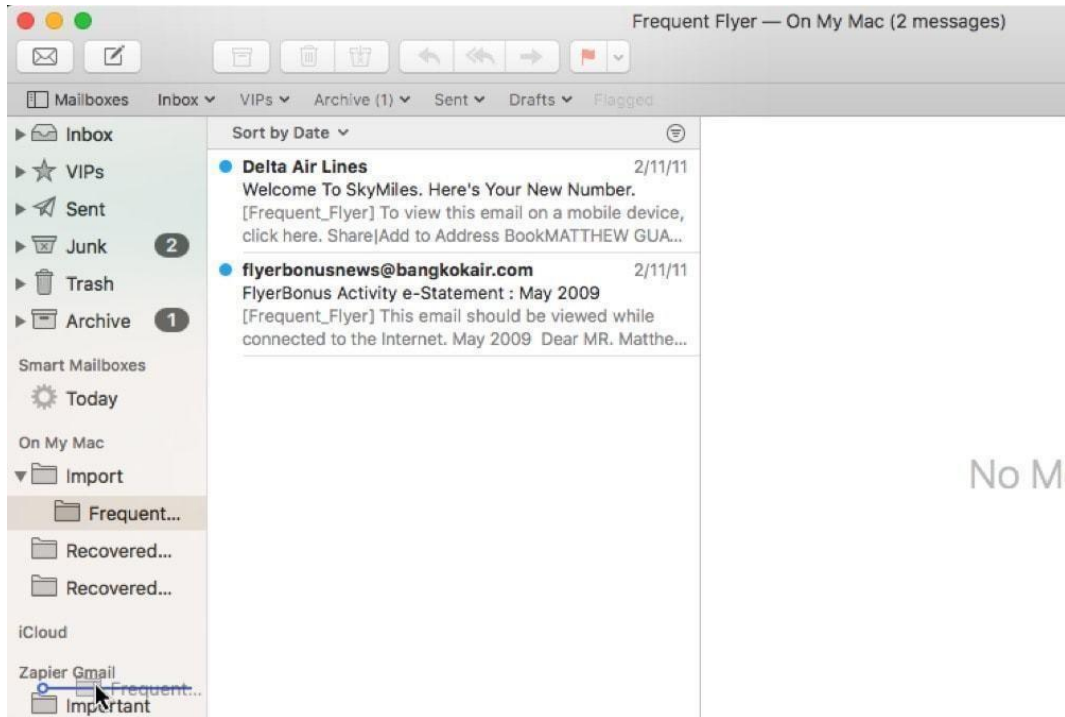 Frequent Flyer — On My Mac (2 messages)
Mailboxes Inbox VIPs Archive (1) Sent Drafts Flagged
Inbox
VIPs
Sent
Junk 2
Trash
Archive 1
Smart Mailboxes
Today
On My Mac
Import
Frequent...
Recovered...
Recovered...
iCloud
Zapier Gmail
Frequent...
Important
Sort by Date
Delta Air Lines 2/11/11
Welcome To SkyMiles. Here's Your New Number.
[Frequent_Flyer] To view this email on a mobile device,
click here. Share|Add to Address BookMATTHEW GUA...
flyerbonusnews@bangkokair.com 2/11/11
FlyerBonus Activity e-Statement : May 2009
[Frequent_Flyer] This email should be viewed while
connected to the Internet. May 2009 Dear MR. Matthe...
No M